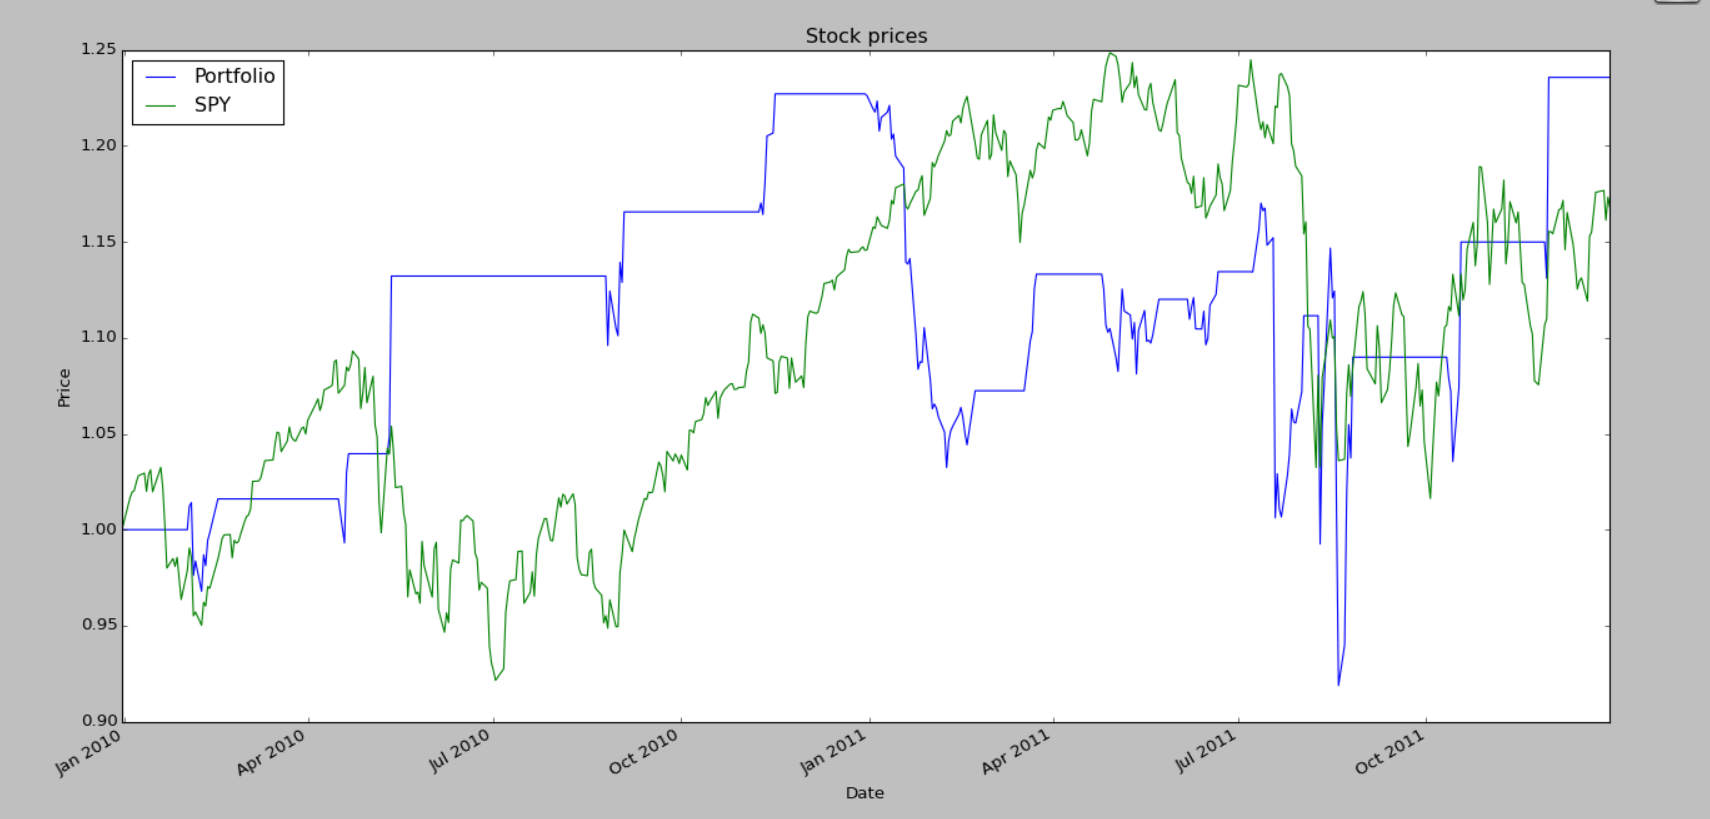 Stock prices
Portfolio
SPY
1.25
1.20
1.15
1.10
1.05
1.00
0.95
0.90
Price
Jan 2010
Apr 2010
Jul 2010
Oct 2010
Jan 2011
Apr 2011
Jul 2011
Oct 2011
Date